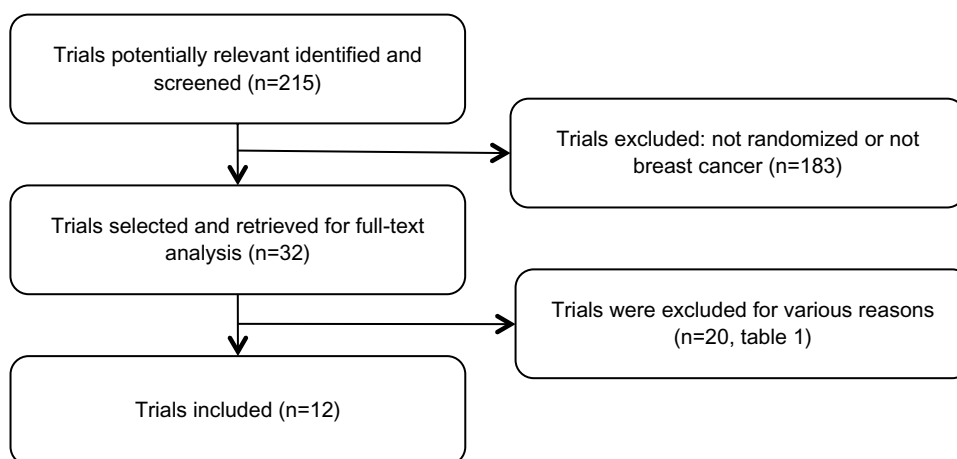 Trials potentially relevant identified and
screened (n=215)
Trials excluded: not randomized or not
breast cancer (n=183)
Trials selected and retrieved for full-text
analysis (n=32)
Trials were excluded for various reasons
(n=20, table 1)
Trials included (n=12)